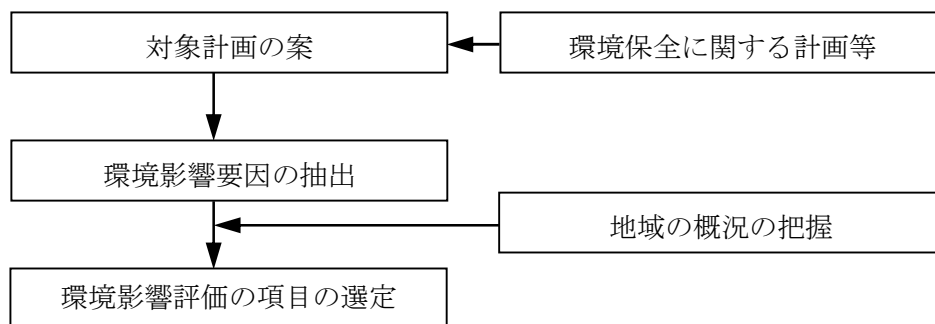 対象計画の案
環境保全に関する計画等
環境影響要因の抽出
地域の概況の把握
環境影響評価の項目の選定